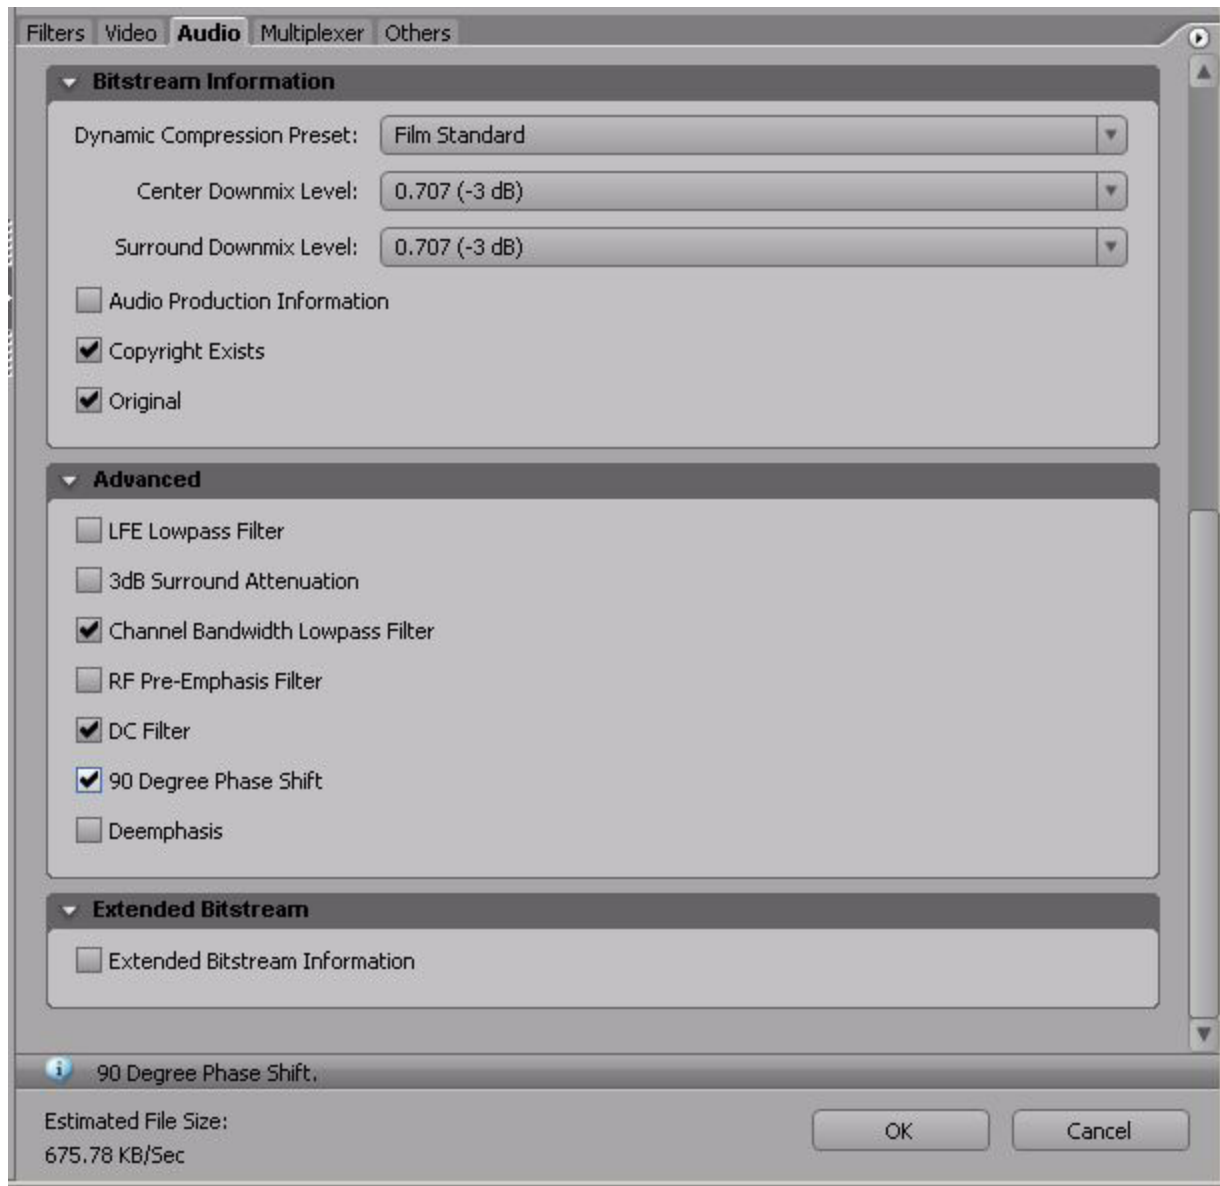 Filters Video Audio Multiplexer Others
Bitstream Information
Dynamic Compression Preset: Film Standard
Center Downmix Level: 0.707 (-3 dB)
Surround Downmix Level: 0.707 (-3 dB)
Audio Production Information
Copyright Exists
Original
Advanced
LFE Lowpass Filter
3dB Surround Attenuation
Channel Bandwidth Lowpass Filter
RF Pre-Emphasis Filter
DC Filter
90 Degree Phase Shift
Deemphasis
Extended Bitstream
Extended Bitstream Information
90 Degree Phase Shift.
Estimated File Size:
675.78 KB/Sec
OK Cancel